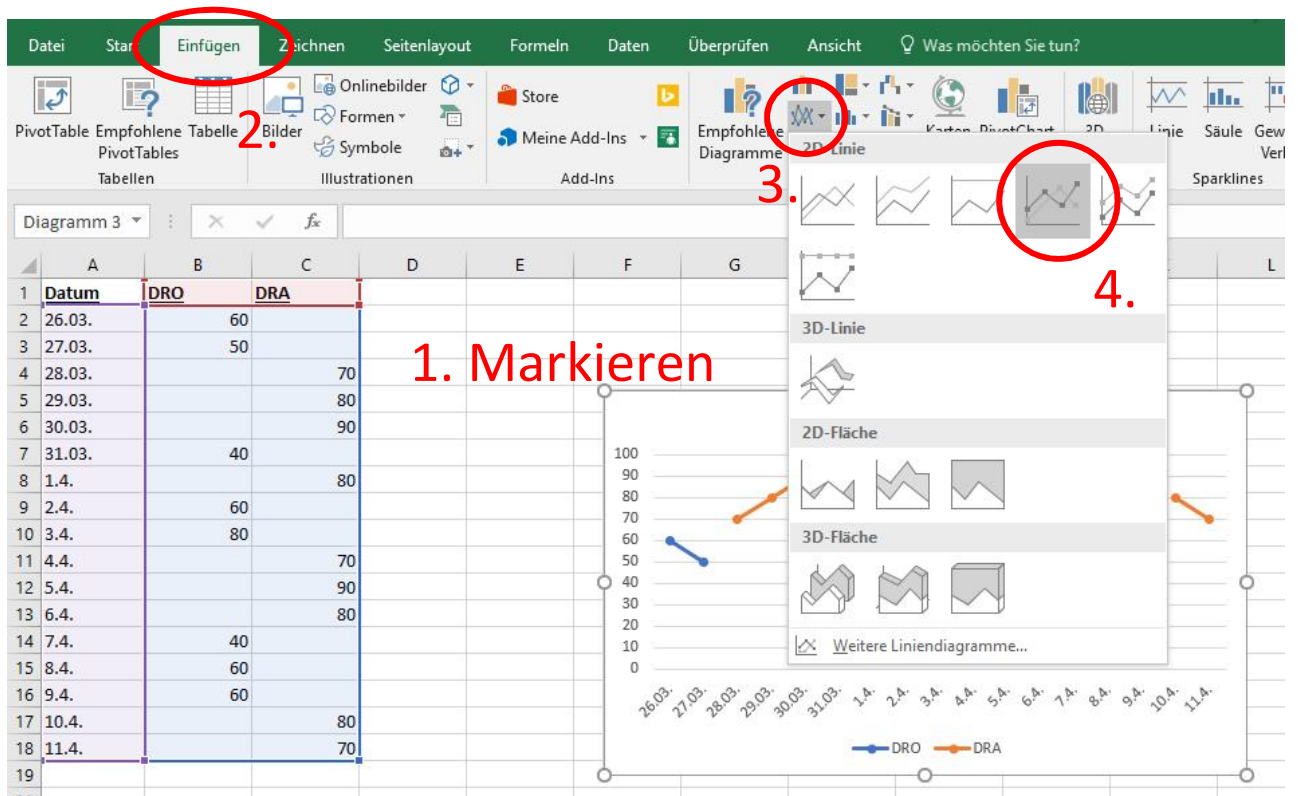 Datei Start Einfügen Zeichnen Seitenlayout Formeln Daten Überprüfen Ansicht Was möchten Sie tun?
PivotTable Empfohlene PivotTables Tabelle
Bilder
Onlinebilder
Formen
Symbole
Store
Meine Add-Ins
Empfohlene Diagramme
Karten PivotChart 3D
Linie Säule
Tabellen Illustrationen Add-Ins Sparklines
2.
3.
4.
1. Markieren
Diagramm 3 fx
A B C D E F G L
1 Datum DRO DRA
2 26.03. 60
3 27.03. 50
4 28.03. 70
5 29.03. 80
6 30.03. 90
7 31.03. 40
8 1.4. 80
9 2.4. 60
10 3.4. 80
11 4.4. 70
12 5.4. 90
13 6.4. 80
14 7.4. 40
15 8.4. 60
16 9.4. 60
17 10.4. 80
18 11.4. 70
19
2D-Linie
3D-Linie
2D-Fläche
3D-Fläche
Weitere Liniendiagramme...
100
90
80
70
60
50
40
30
20
10
0
26.03. 27.03. 28.03. 29.03. 30.03. 31.03. 1.4. 2.4. 3.4. 4.4. 5.4. 6.4. 7.4. 8.4. 9.4. 10.4. 11.4.
DRO DRA